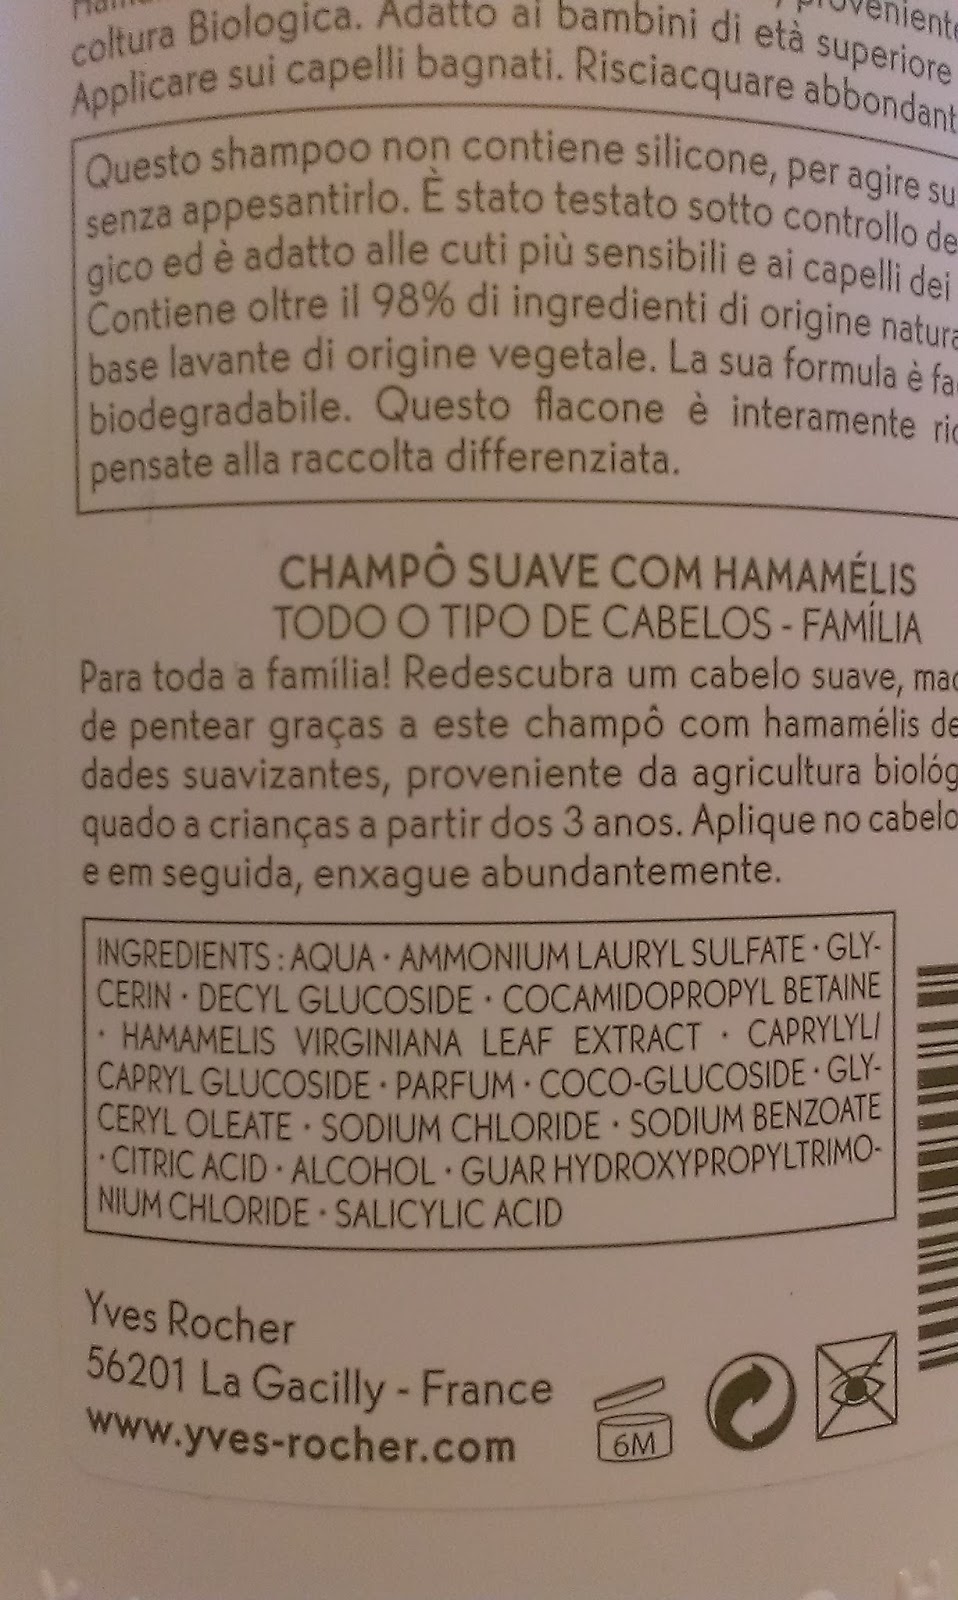 coltura Biologica. Adatto ai bambini di età superiore
Applicare sui capelli bagnati. Risciacquare abbondant
Questo shampoo non contiene silicone, per agire su
senza appesantirlo. È stato testato sotto controllo de
gico ed è adatto alle cuti più sensibili e ai capelli dei
Contiene oltre il 98% di ingredienti di origine natura
base lavante di origine vegetale. La sua formula è fa
biodegradabile. Questo flacone è interamente ric
pensate alla raccolta differenziata.
CHAMPÔ SUAVE COM HAMAMÉLIS
TODO O TIPO DE CABELOS - FAMÍLIA
Para toda a família! Redescubra um cabelo suave, mac
de pentear graças a este champô com hamamélis de
dades suavizantes, proveniente da agricultura biológ
quado a crianças a partir dos 3 anos. Aplique no cabelo
e em seguida, enxague abundantemente.
INGREDIENTS : AQUA · AMMONIUM LAURYL SULFATE · GLY-
CERIN · DECYL GLUCOSIDE · COCAMIDOPROPYL BETAINE
· HAMAMELIS VIRGINIANA LEAF EXTRACT · CAPRYLYL/
CAPRYL GLUCOSIDE · PARFUM · COCO-GLUCOSIDE · GLY-
CERYL OLEATE · SODIUM CHLORIDE · SODIUM BENZOATE
· CITRIC ACID · ALCOHOL · GUAR HYDROXYPROPYLTRIMO-
NIUM CHLORIDE · SALICYLIC ACID
Yves Rocher
56201 La Gacilly - France
www.yves-rocher.com
6M